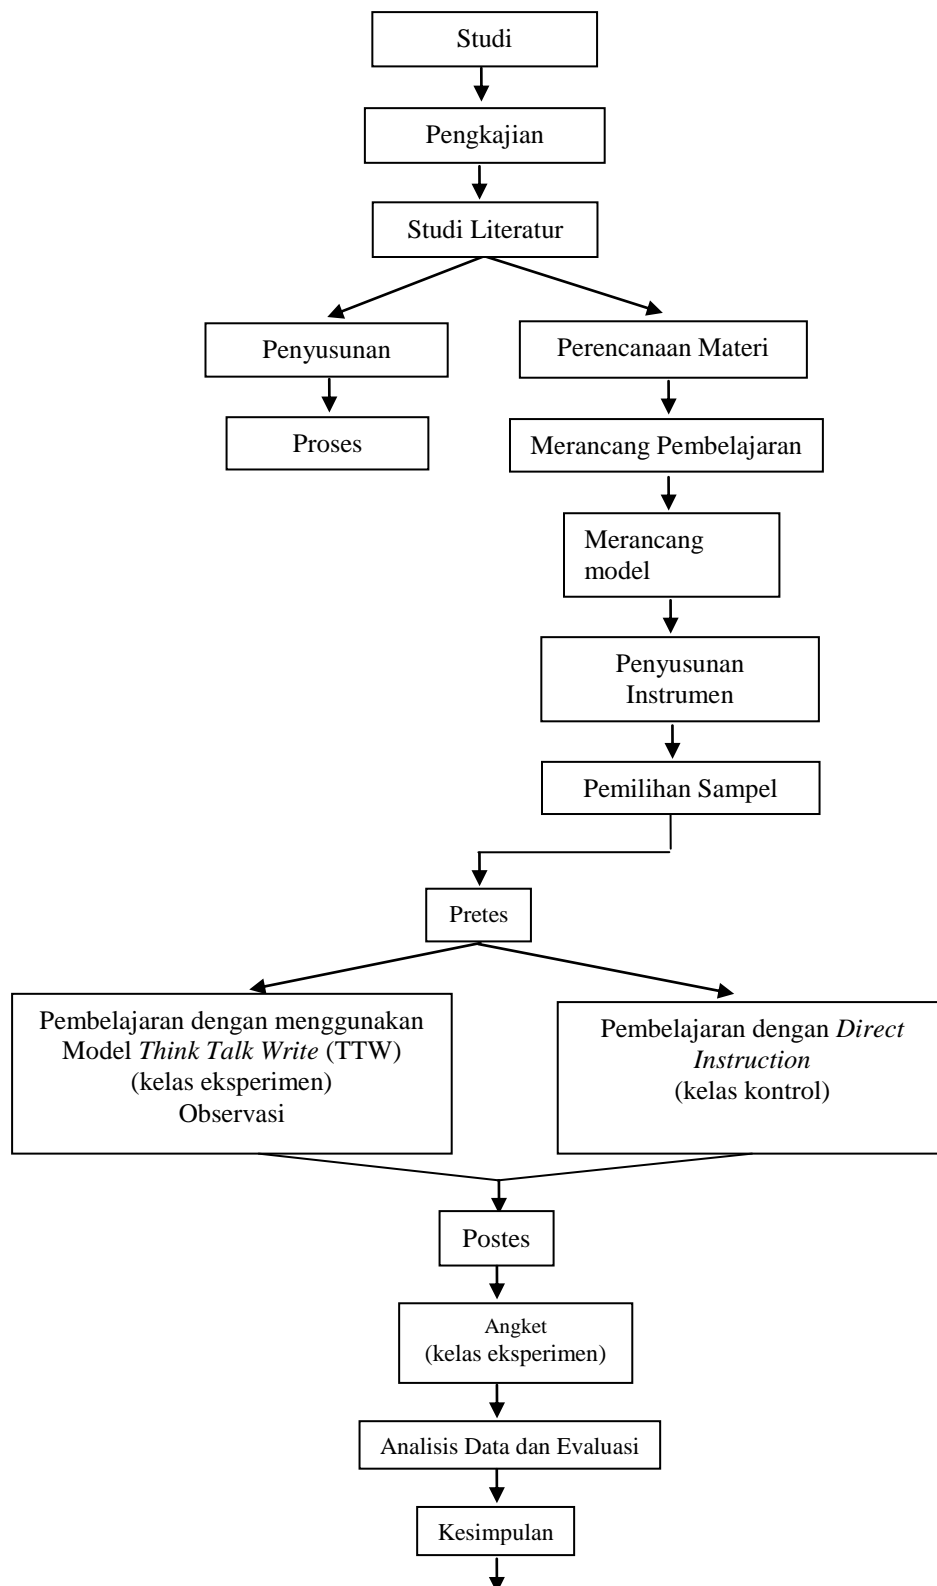 Studi
Pengkajian
Studi Literatur
Penyusunan
Perencanaan Materi
Proses
Merancang Pembelajaran
Merancang
model
Penyusunan
Instrumen
Pemilihan Sampel
Pretes
Pembelajaran dengan menggunakan
Model Think Talk Write (TTW)
(kelas eksperimen)
Observasi
Pembelajaran dengan Direct
Instruction
(kelas kontrol)
Postes
Angket
(kelas eksperimen)
Analisis Data dan Evaluasi
Kesimpulan